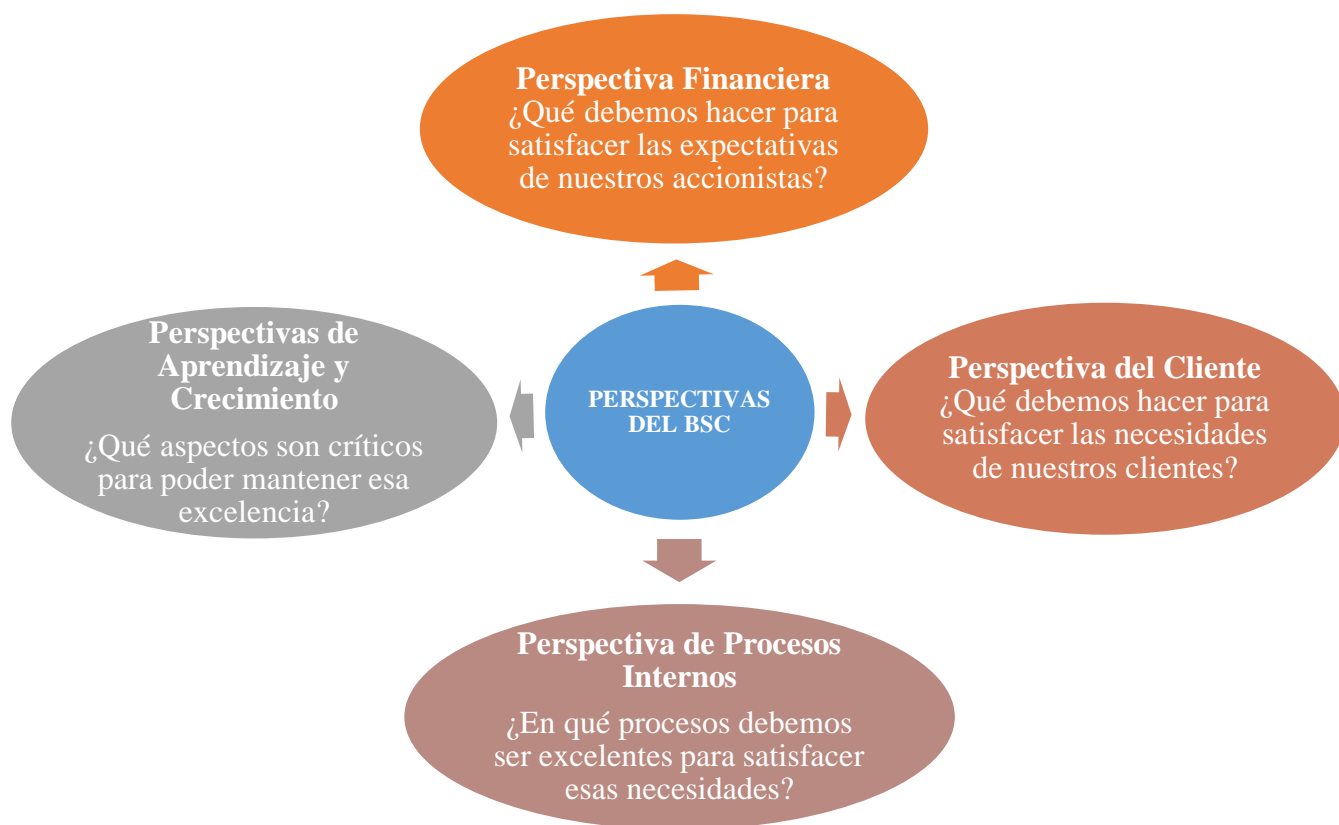 Perspectiva Financiera
¿Qué debemos hacer para
satisfacer las expectativas
de nuestros accionistas?
Perspectivas de
Aprendizaje y
Crecimiento
¿Qué aspectos son críticos
para poder mantener esa
excelencia?
PERSPECTIVAS
DEL BSC
Perspectiva del Cliente
¿Qué debemos hacer para
satisfacer las necesidades
de nuestros clientes?
Perspectiva de Procesos
Internos
¿En qué procesos debemos
ser excelentes para satisfacer
esas necesidades?